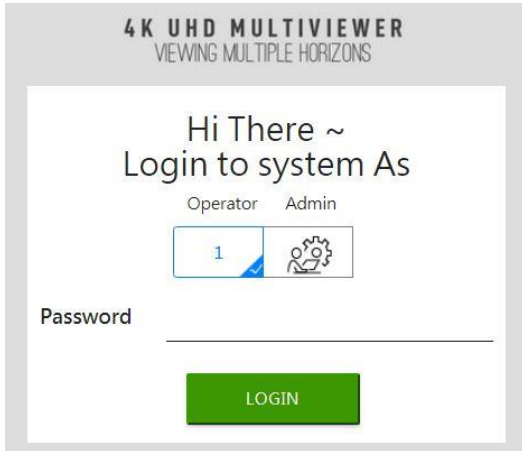 4K UHD MULTIVIEWER
VIEWING MULTIPLE HORIZONS
Hi There ~
Login to system As
Operator Admin
1
Password
LOGIN